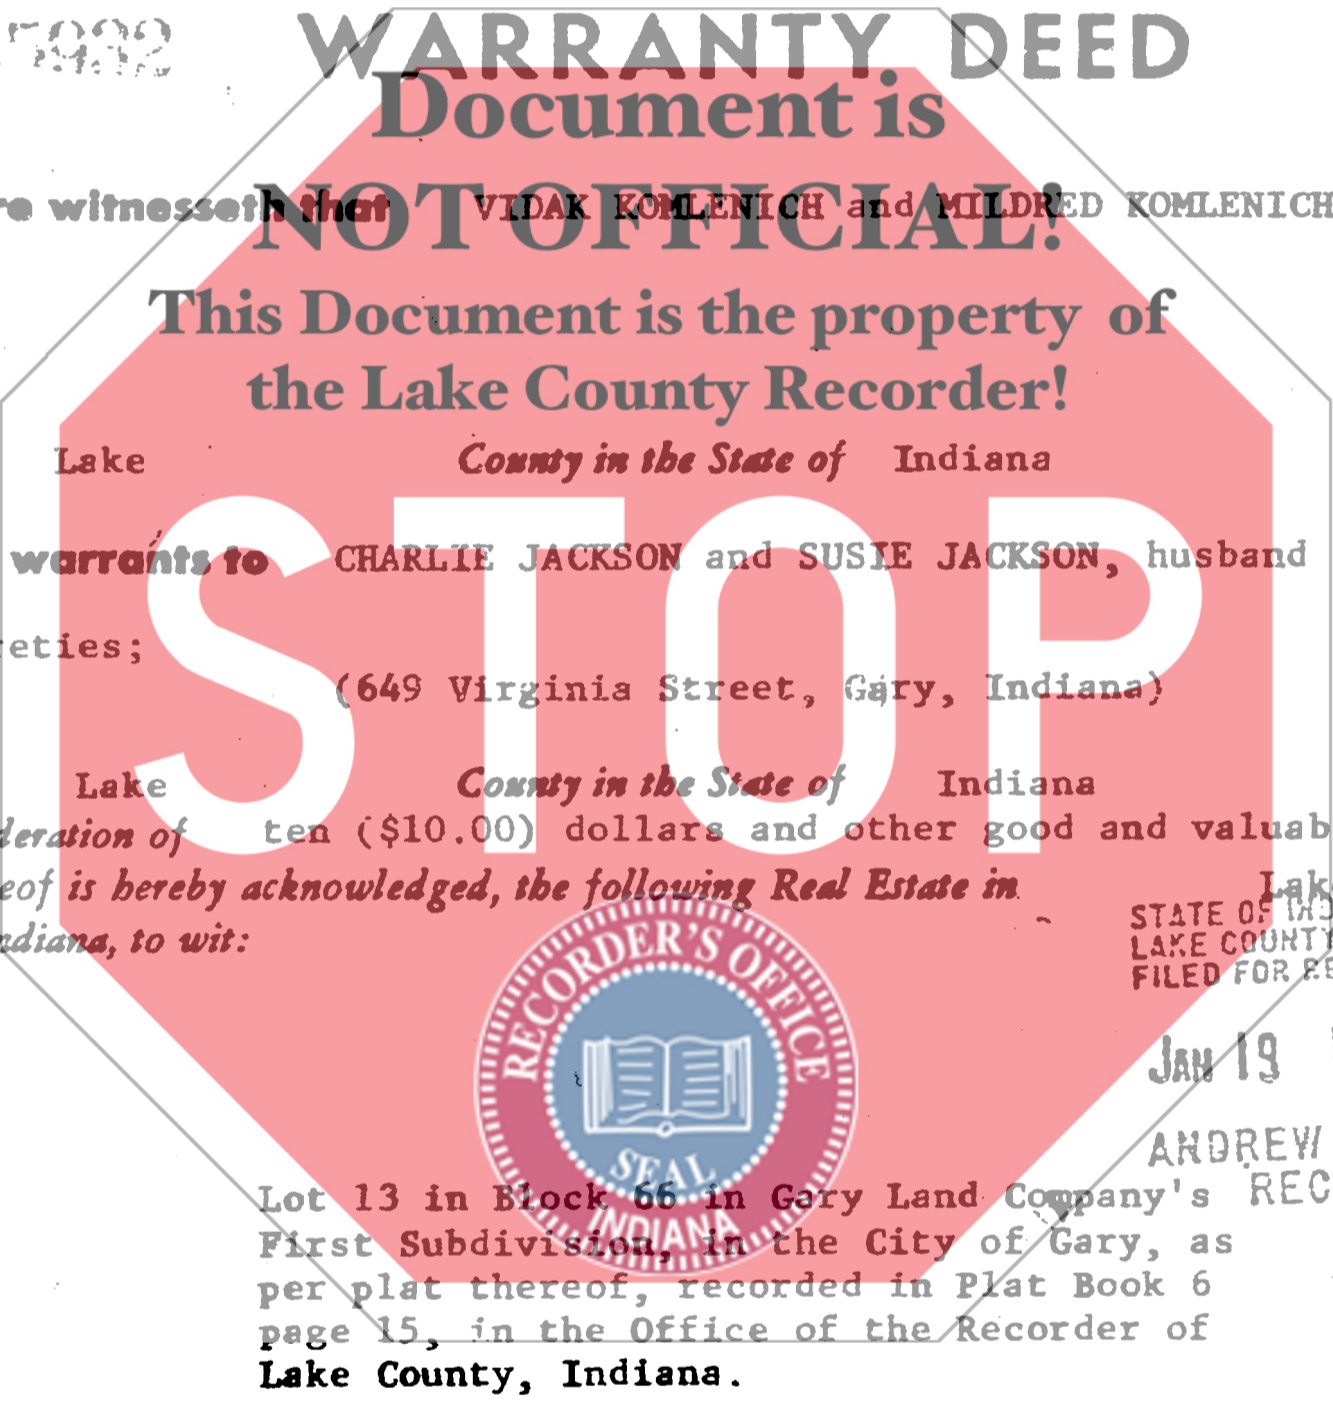 WARRANTY DEED
Document is
NOT OFFICIAL!
witnesseth that VIDAK KOMLENICH and MILDRED KOMLENICH
This Document is the property of
the Lake County Recorder!
Lake County in the State of Indiana
STOP
warrants to CHARLIE JACKSON and SUSIE JACKSON, husband
reties;
(649 Virginia Street, Gary, Indiana)
Lake County in the State of Indiana
deration of ten ($10.00) dollars and other good and valuab
eof is hereby acknowledged, the following Real Estate in Lak
ndiana, to wit:
STATE OF IND
LAKE COUNTY
FILED FOR RE
RECORDER'S OFFICE
SEAL
INDIANA
JAN 19
ANDREW
REC
Lot 13 in Block 66 in Gary Land Company's
First Subdivision, in the City of Gary, as
per plat thereof, recorded in Plat Book 6
page 15, in the Office of the Recorder of
Lake County, Indiana.